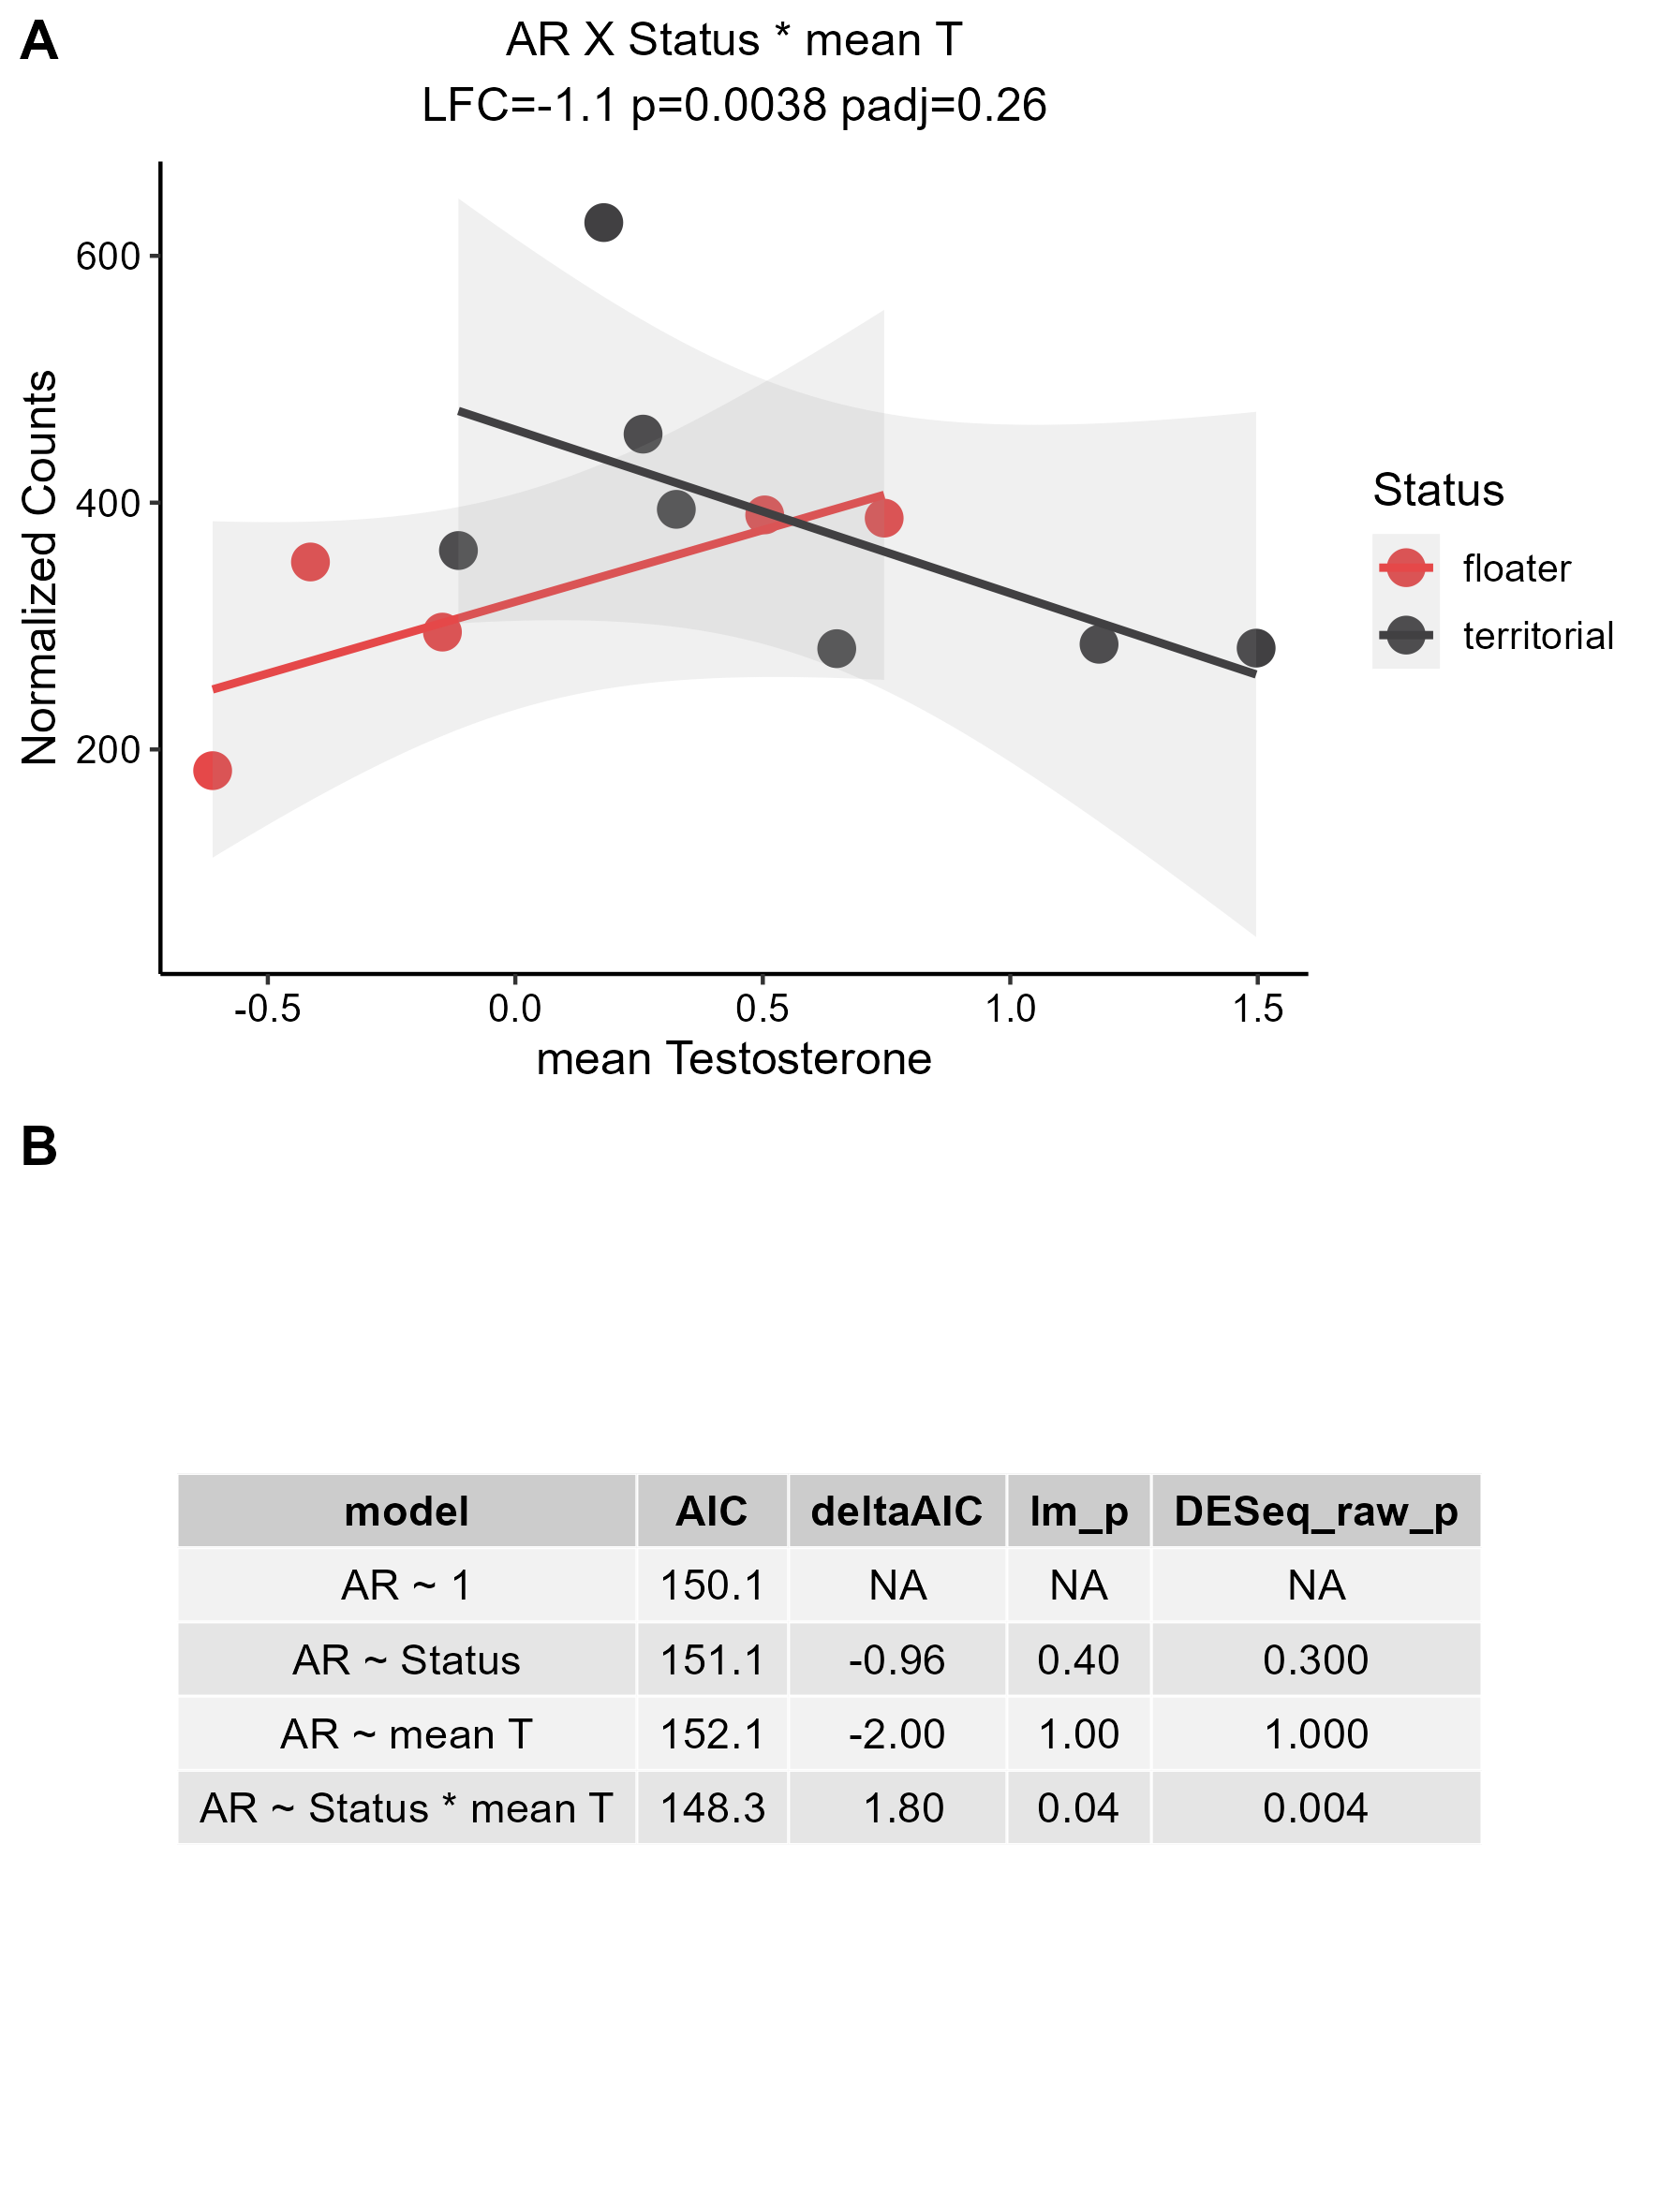 A
AR X Status * mean T
LFC=-1.1 p=0.0038 padj=0.26
Normalized Counts
600
400
200
-0.5 0.0 0.5 1.0 1.5
mean Testosterone
Status
floater
territorial
B
model AIC deltaAIC lm_p DESeq_raw_p
AR ~ 1 150.1 NA NA NA
AR ~ Status 151.1 -0.96 0.40 0.300
AR ~ mean T 152.1 -2.00 1.00 1.000
AR ~ Status * mean T 148.3 1.80 0.04 0.004